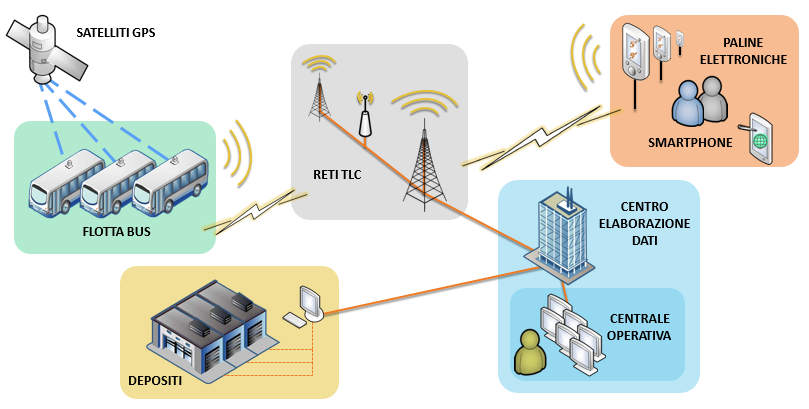 SATELLITI GPS
PALINE
ELETTRONICHE
SMARTPHONE
RETI TLC
FLOTTA BUS
CENTRO
ELABORAZIONE
DATI
CENTRALE
OPERATIVA
DEPOSITI